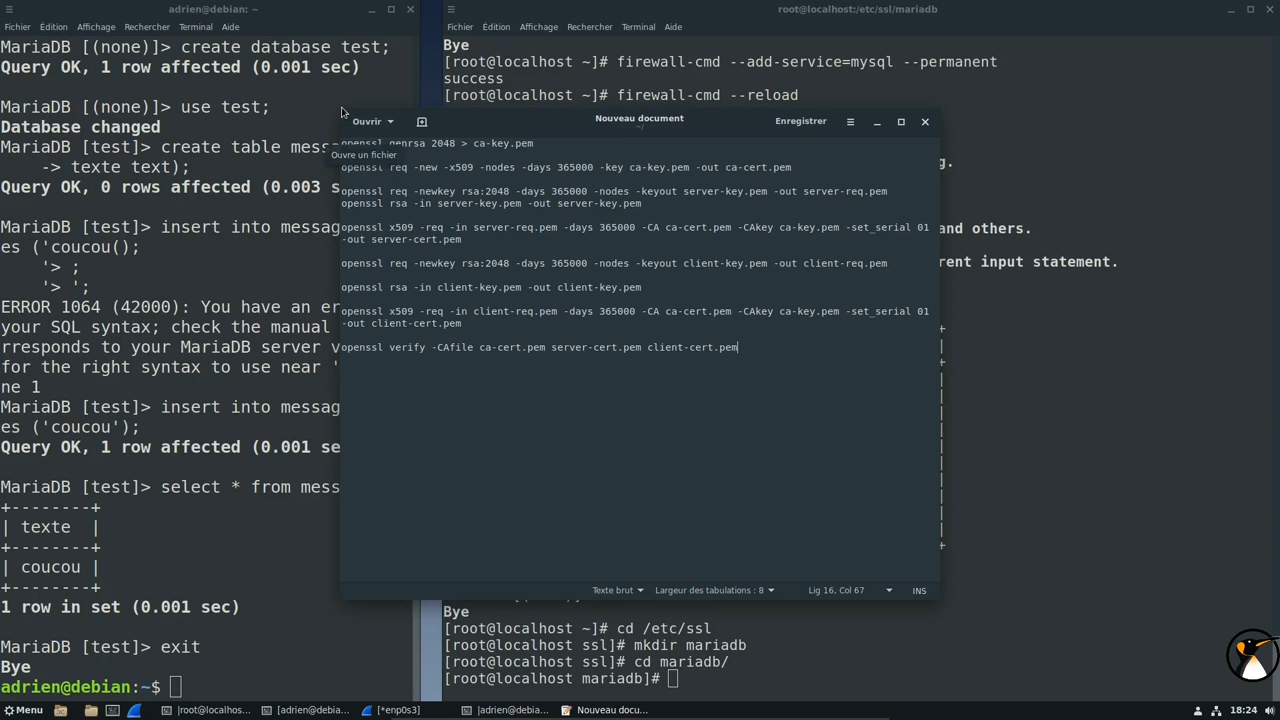 adrien@debian: ~
Fichier Édition Affichage Rechercher Terminal Aide
MariaDB [(none)]> create database test;
Query OK, 1 row affected (0.001 sec)
MariaDB [(none)]> use test;
Database changed
MariaDB [test]> create table mess
-> texte text);
Query OK, 0 rows affected (0.003 s
MariaDB [test]> insert into messag
es ('coucou();
'> ;
'> ';
ERROR 1064 (42000): You have an er
your SQL syntax; check the manual
rresponds to your MariaDB server v
for the right syntax to use near '
ne 1
MariaDB [test]> insert into messag
es ('coucou');
Query OK, 1 row affected (0.001 se
MariaDB [test]> select * from mess
+--------+
| texte |
+--------+
| coucou |
+--------+
1 row in set (0.001 sec)
MariaDB [test]> exit
Bye
adrien@debian:~$
root@localhost:/etc/ssl/mariadb
Fichier Édition Affichage Rechercher Terminal Aide
Bye
[root@localhost ~]# firewall-cmd --add-service=mysql --permanent
success
[root@localhost ~]# firewall-cmd --reload
g.
and others.
rent input statement.
Bye
[root@localhost ~]# cd /etc/ssl
[root@localhost ssl]# mkdir mariadb
[root@localhost ssl]# cd mariadb/
[root@localhost mariadb]#
Ouvrir
Nouveau document
~/
Enregistrer
Ouvre un fichier
openssl genrsa 2048 > ca-key.pem
openssl req -new -x509 -nodes -days 365000 -key ca-key.pem -out ca-cert.pem
openssl req -newkey rsa:2048 -days 365000 -nodes -keyout server-key.pem -out server-req.pem
openssl rsa -in server-key.pem -out server-key.pem
openssl x509 -req -in server-req.pem -days 365000 -CA ca-cert.pem -CAkey ca-key.pem -set_serial 01
-out server-cert.pem
openssl req -newkey rsa:2048 -days 365000 -nodes -keyout client-key.pem -out client-req.pem
openssl rsa -in client-key.pem -out client-key.pem
openssl x509 -req -in client-req.pem -days 365000 -CA ca-cert.pem -CAkey ca-key.pem -set_serial 01
-out client-cert.pem
openssl verify -CAfile ca-cert.pem server-cert.pem client-cert.pem
Texte brut Largeur des tabulations : 8 Lig 16, Col 67 INS
Menu |root@localhos... [adrien@debia... [*enp0s3] |adrien@debia... Nouveau docu... 18:24